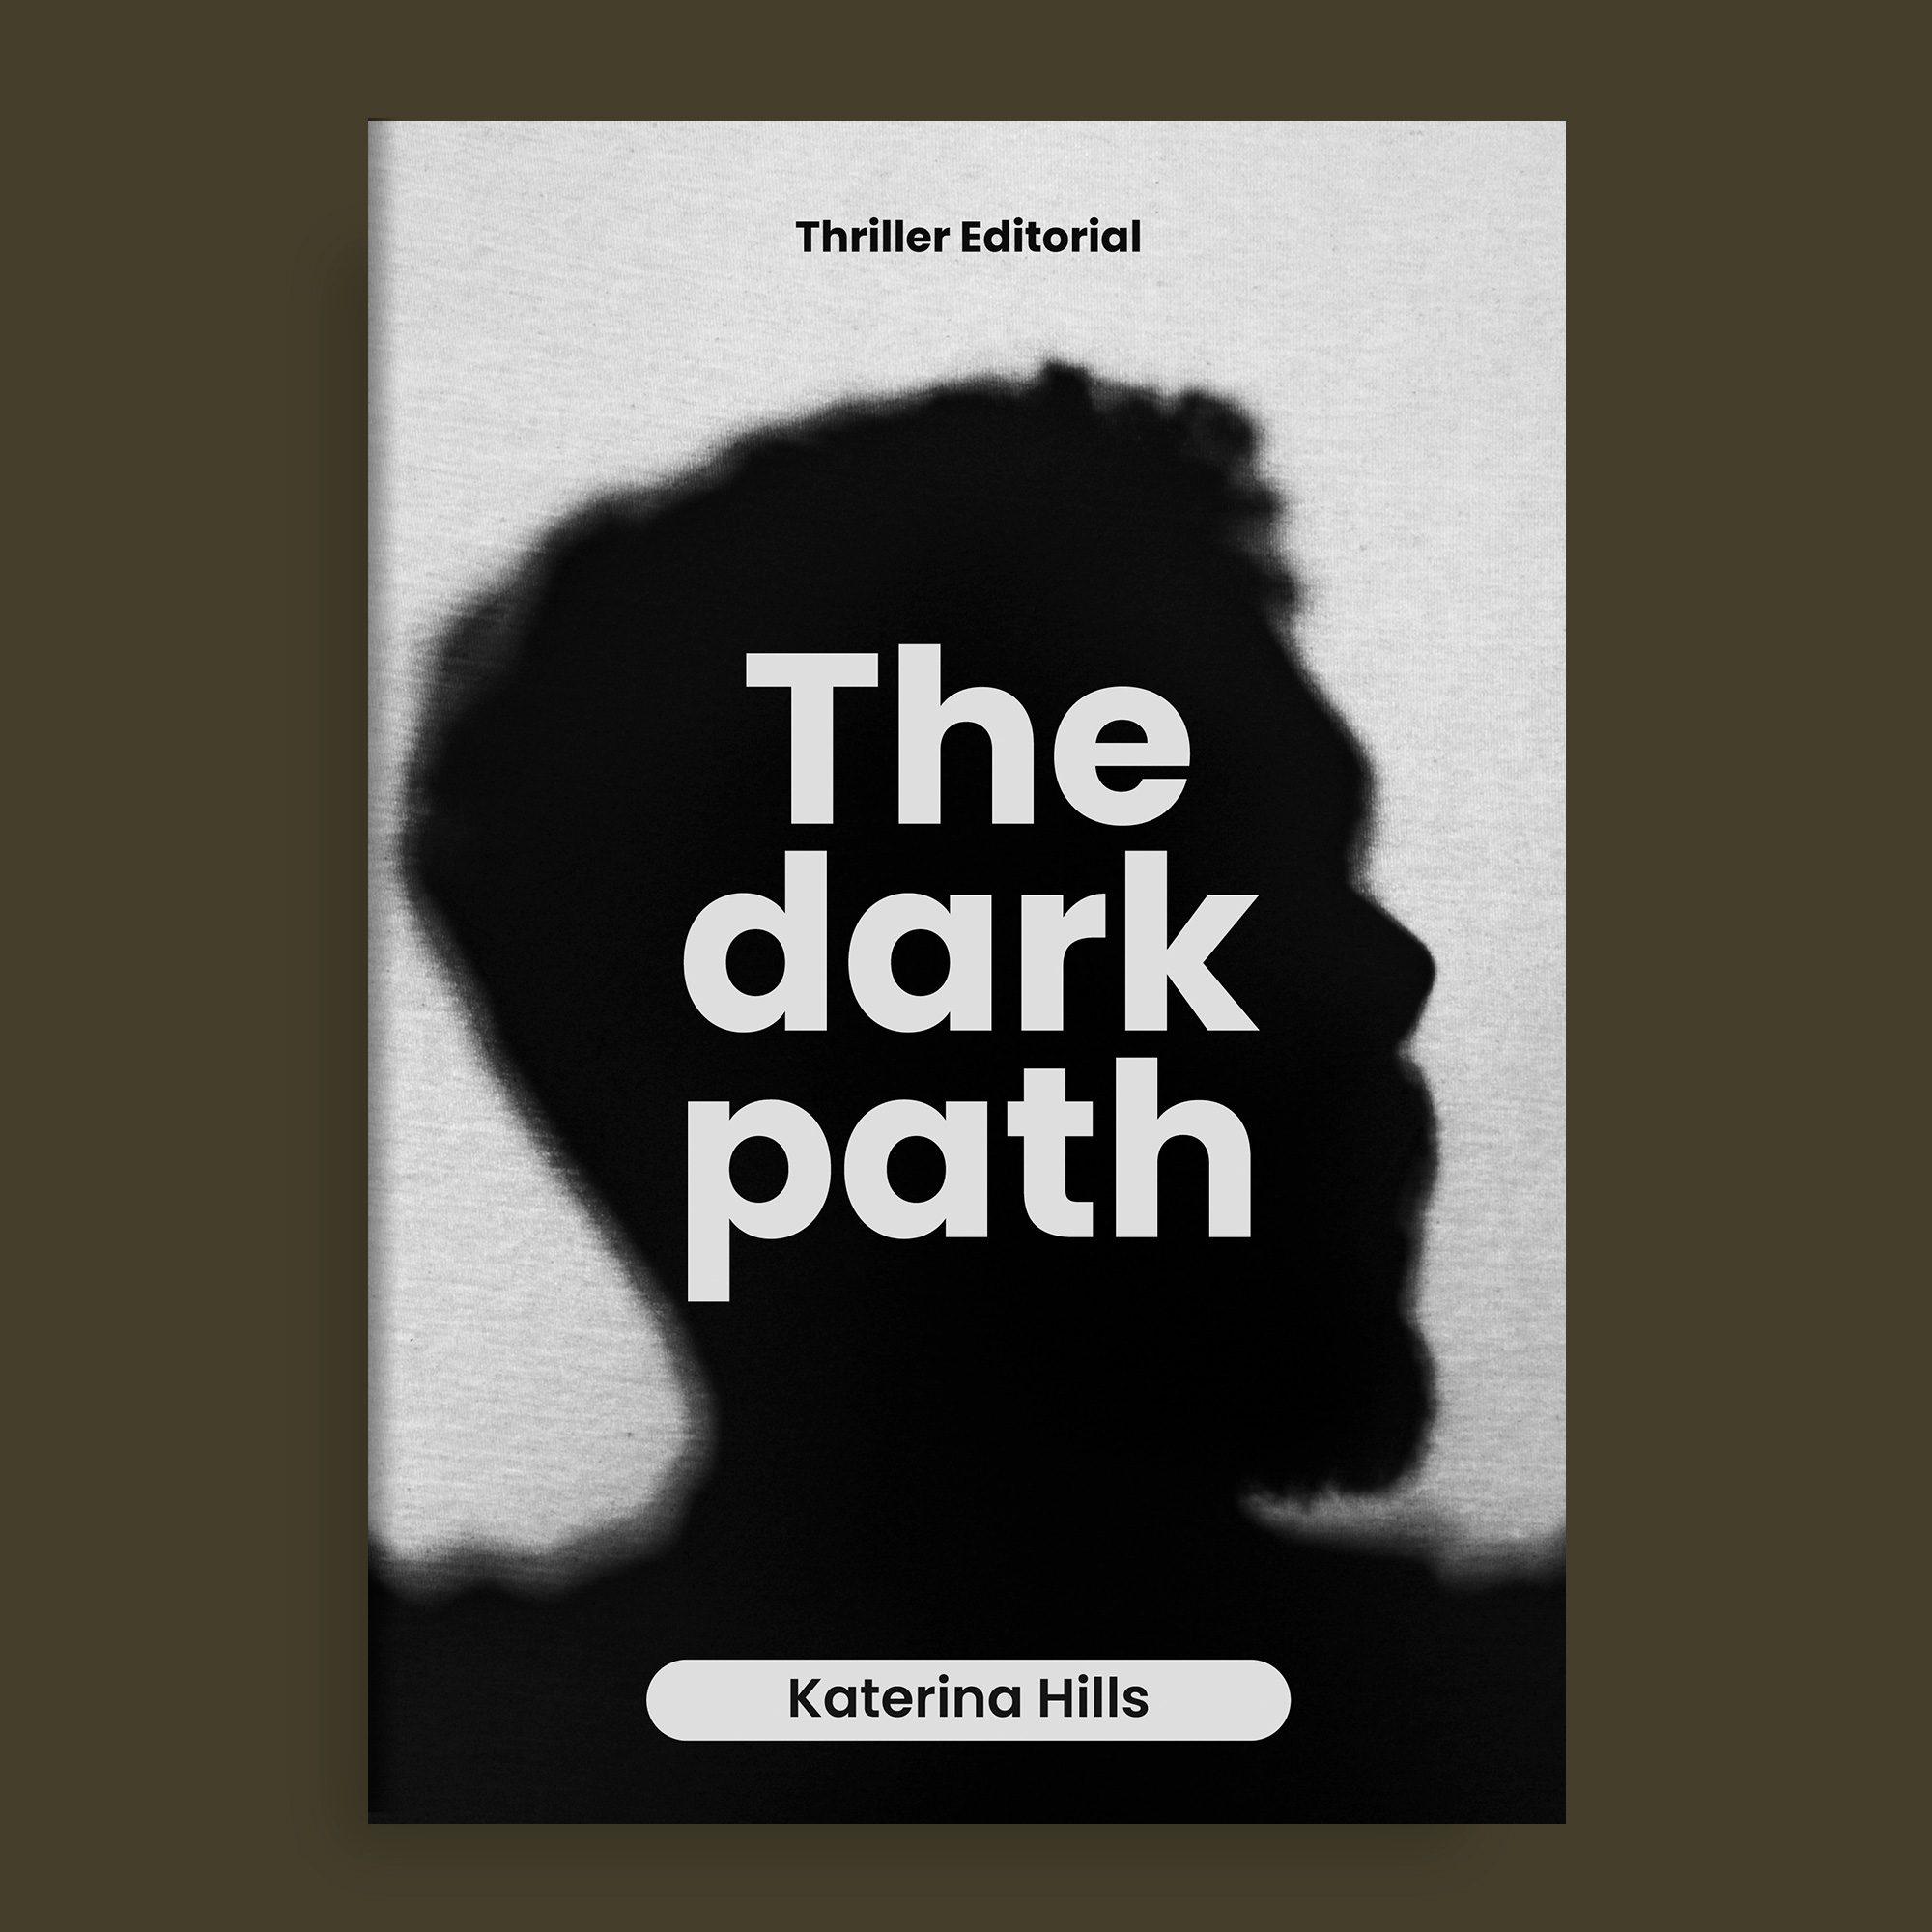 Thriller Editorial
The
dark
path
Katerina Hills